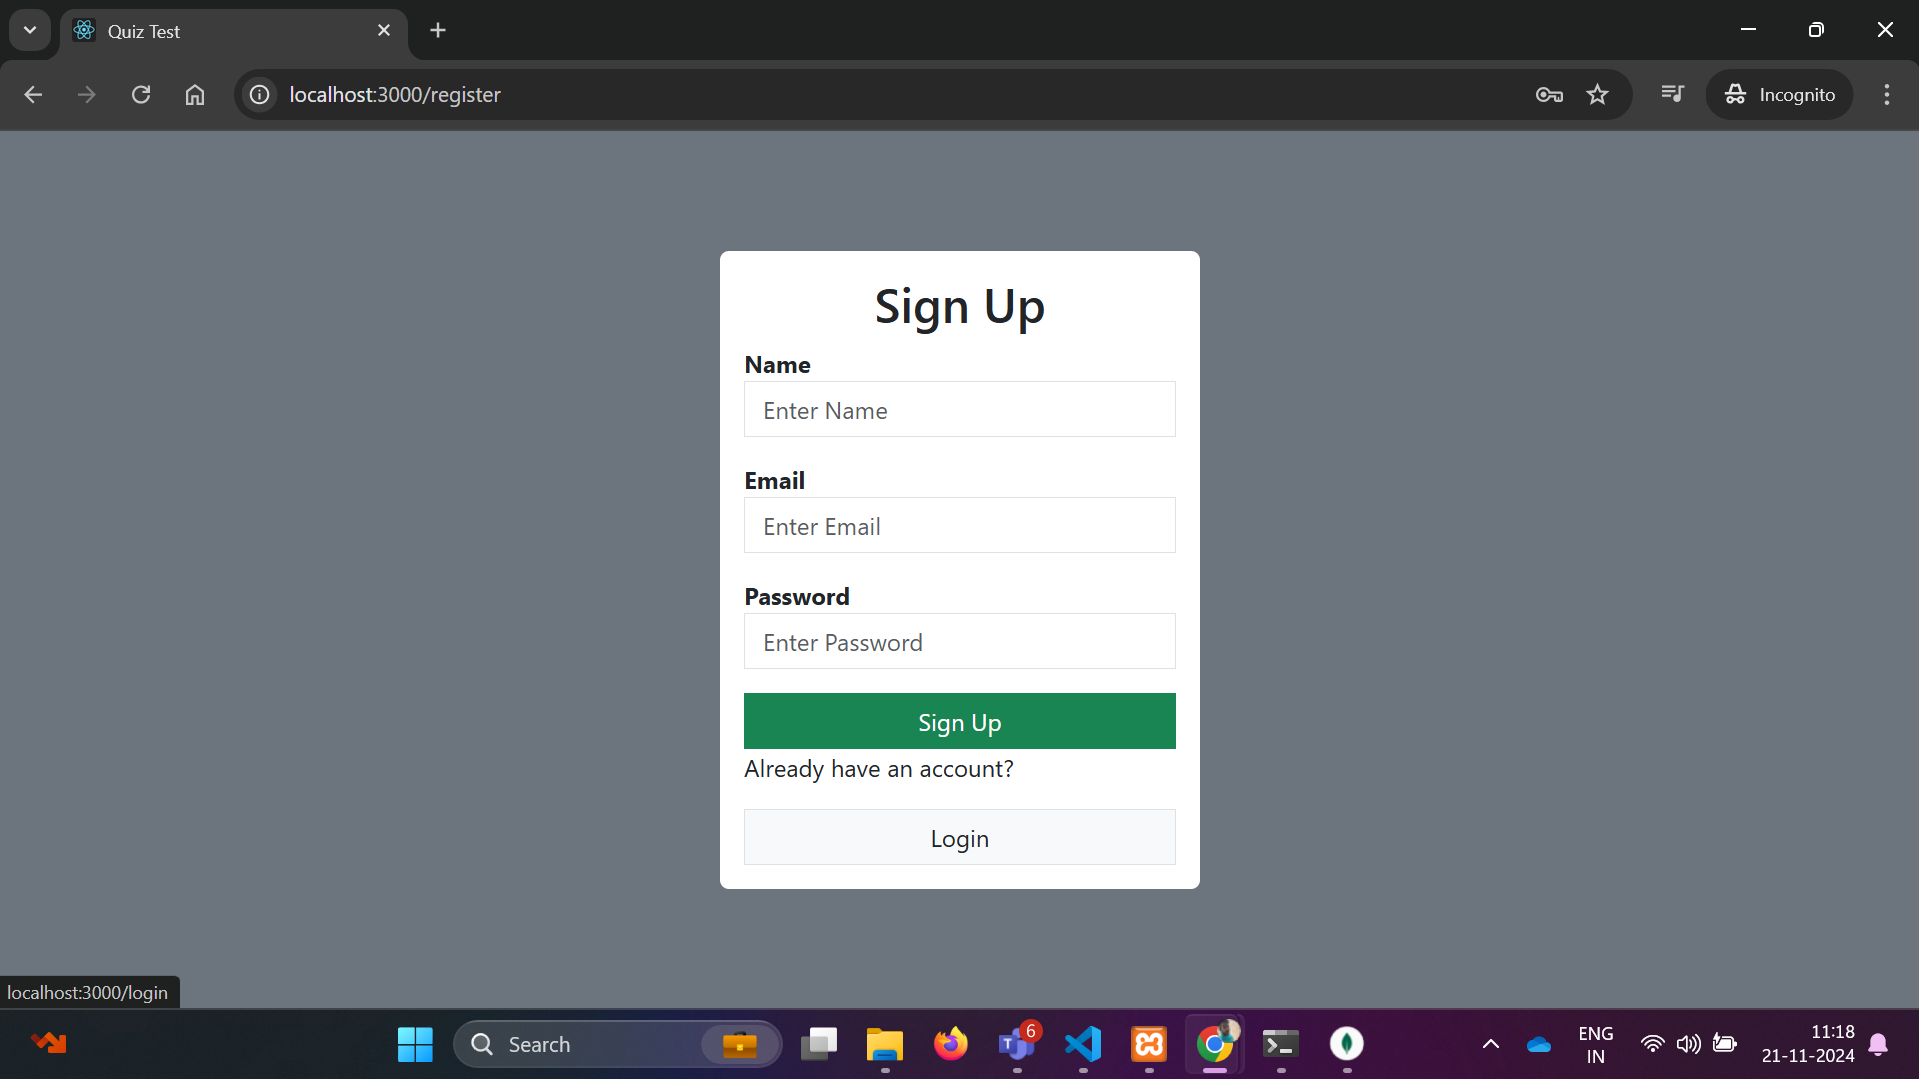 Quiz Test
localhost:3000/register
Incognito
Sign Up
Name
Enter Name
Email
Enter Email
Password
Enter Password
Sign Up
Already have an account?
Login
localhost:3000/login
Search
T
6
ENG
IN
11:18
21-11-2024